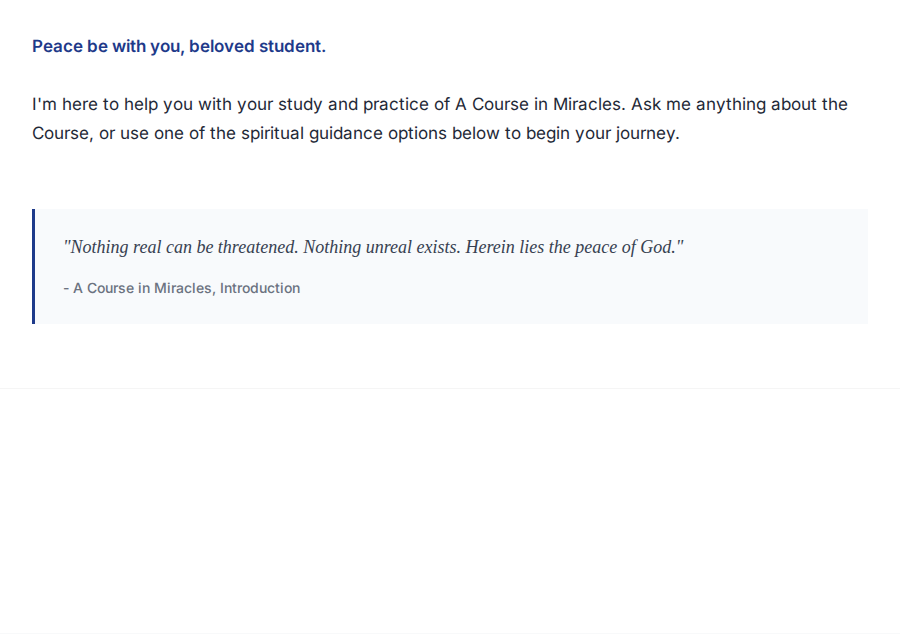 Peace be with you, beloved student.
I'm here to help you with your study and practice of A Course in Miracles. Ask me anything about the
Course, or use one of the spiritual guidance options below to begin your journey.
"Nothing real can be threatened. Nothing unreal exists. Herein lies the peace of God."
- A Course in Miracles, Introduction